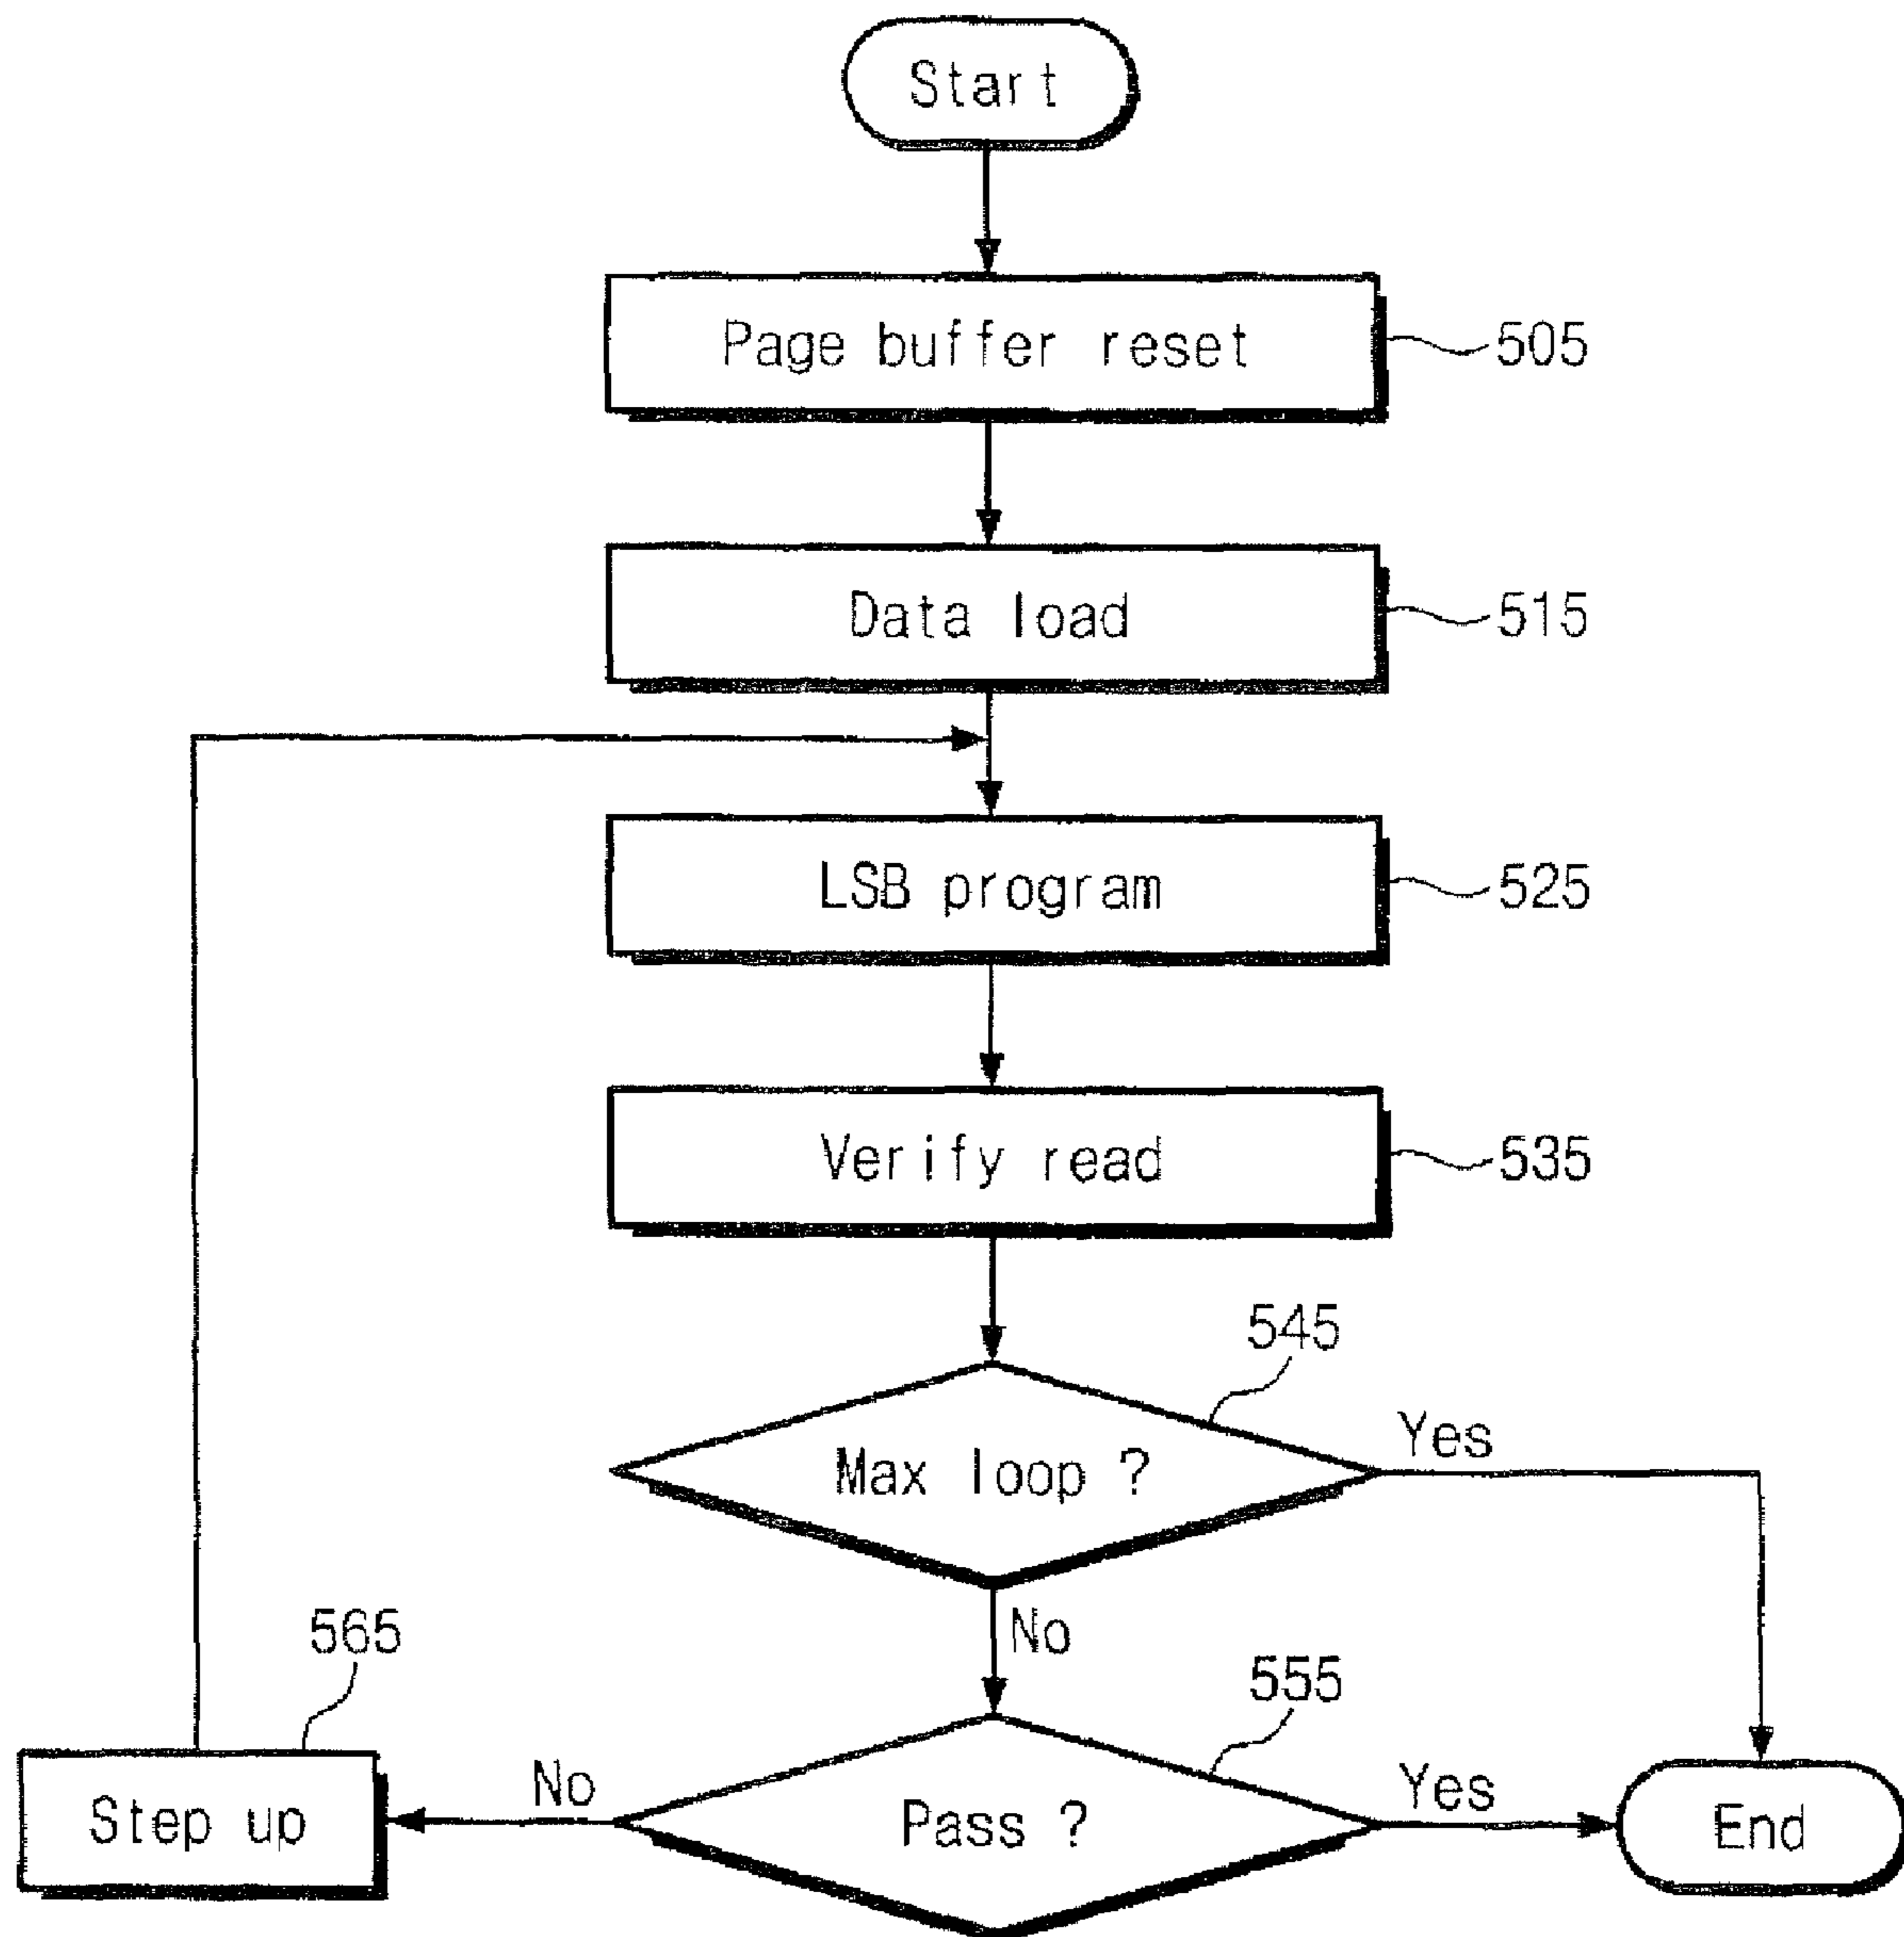 Start
Page buffer reset
505
Data load
515
LSB program
525
Verify read
535
545
Max loop ?
Yes
No
565
555
Step up
No
Pass ?
Yes
End